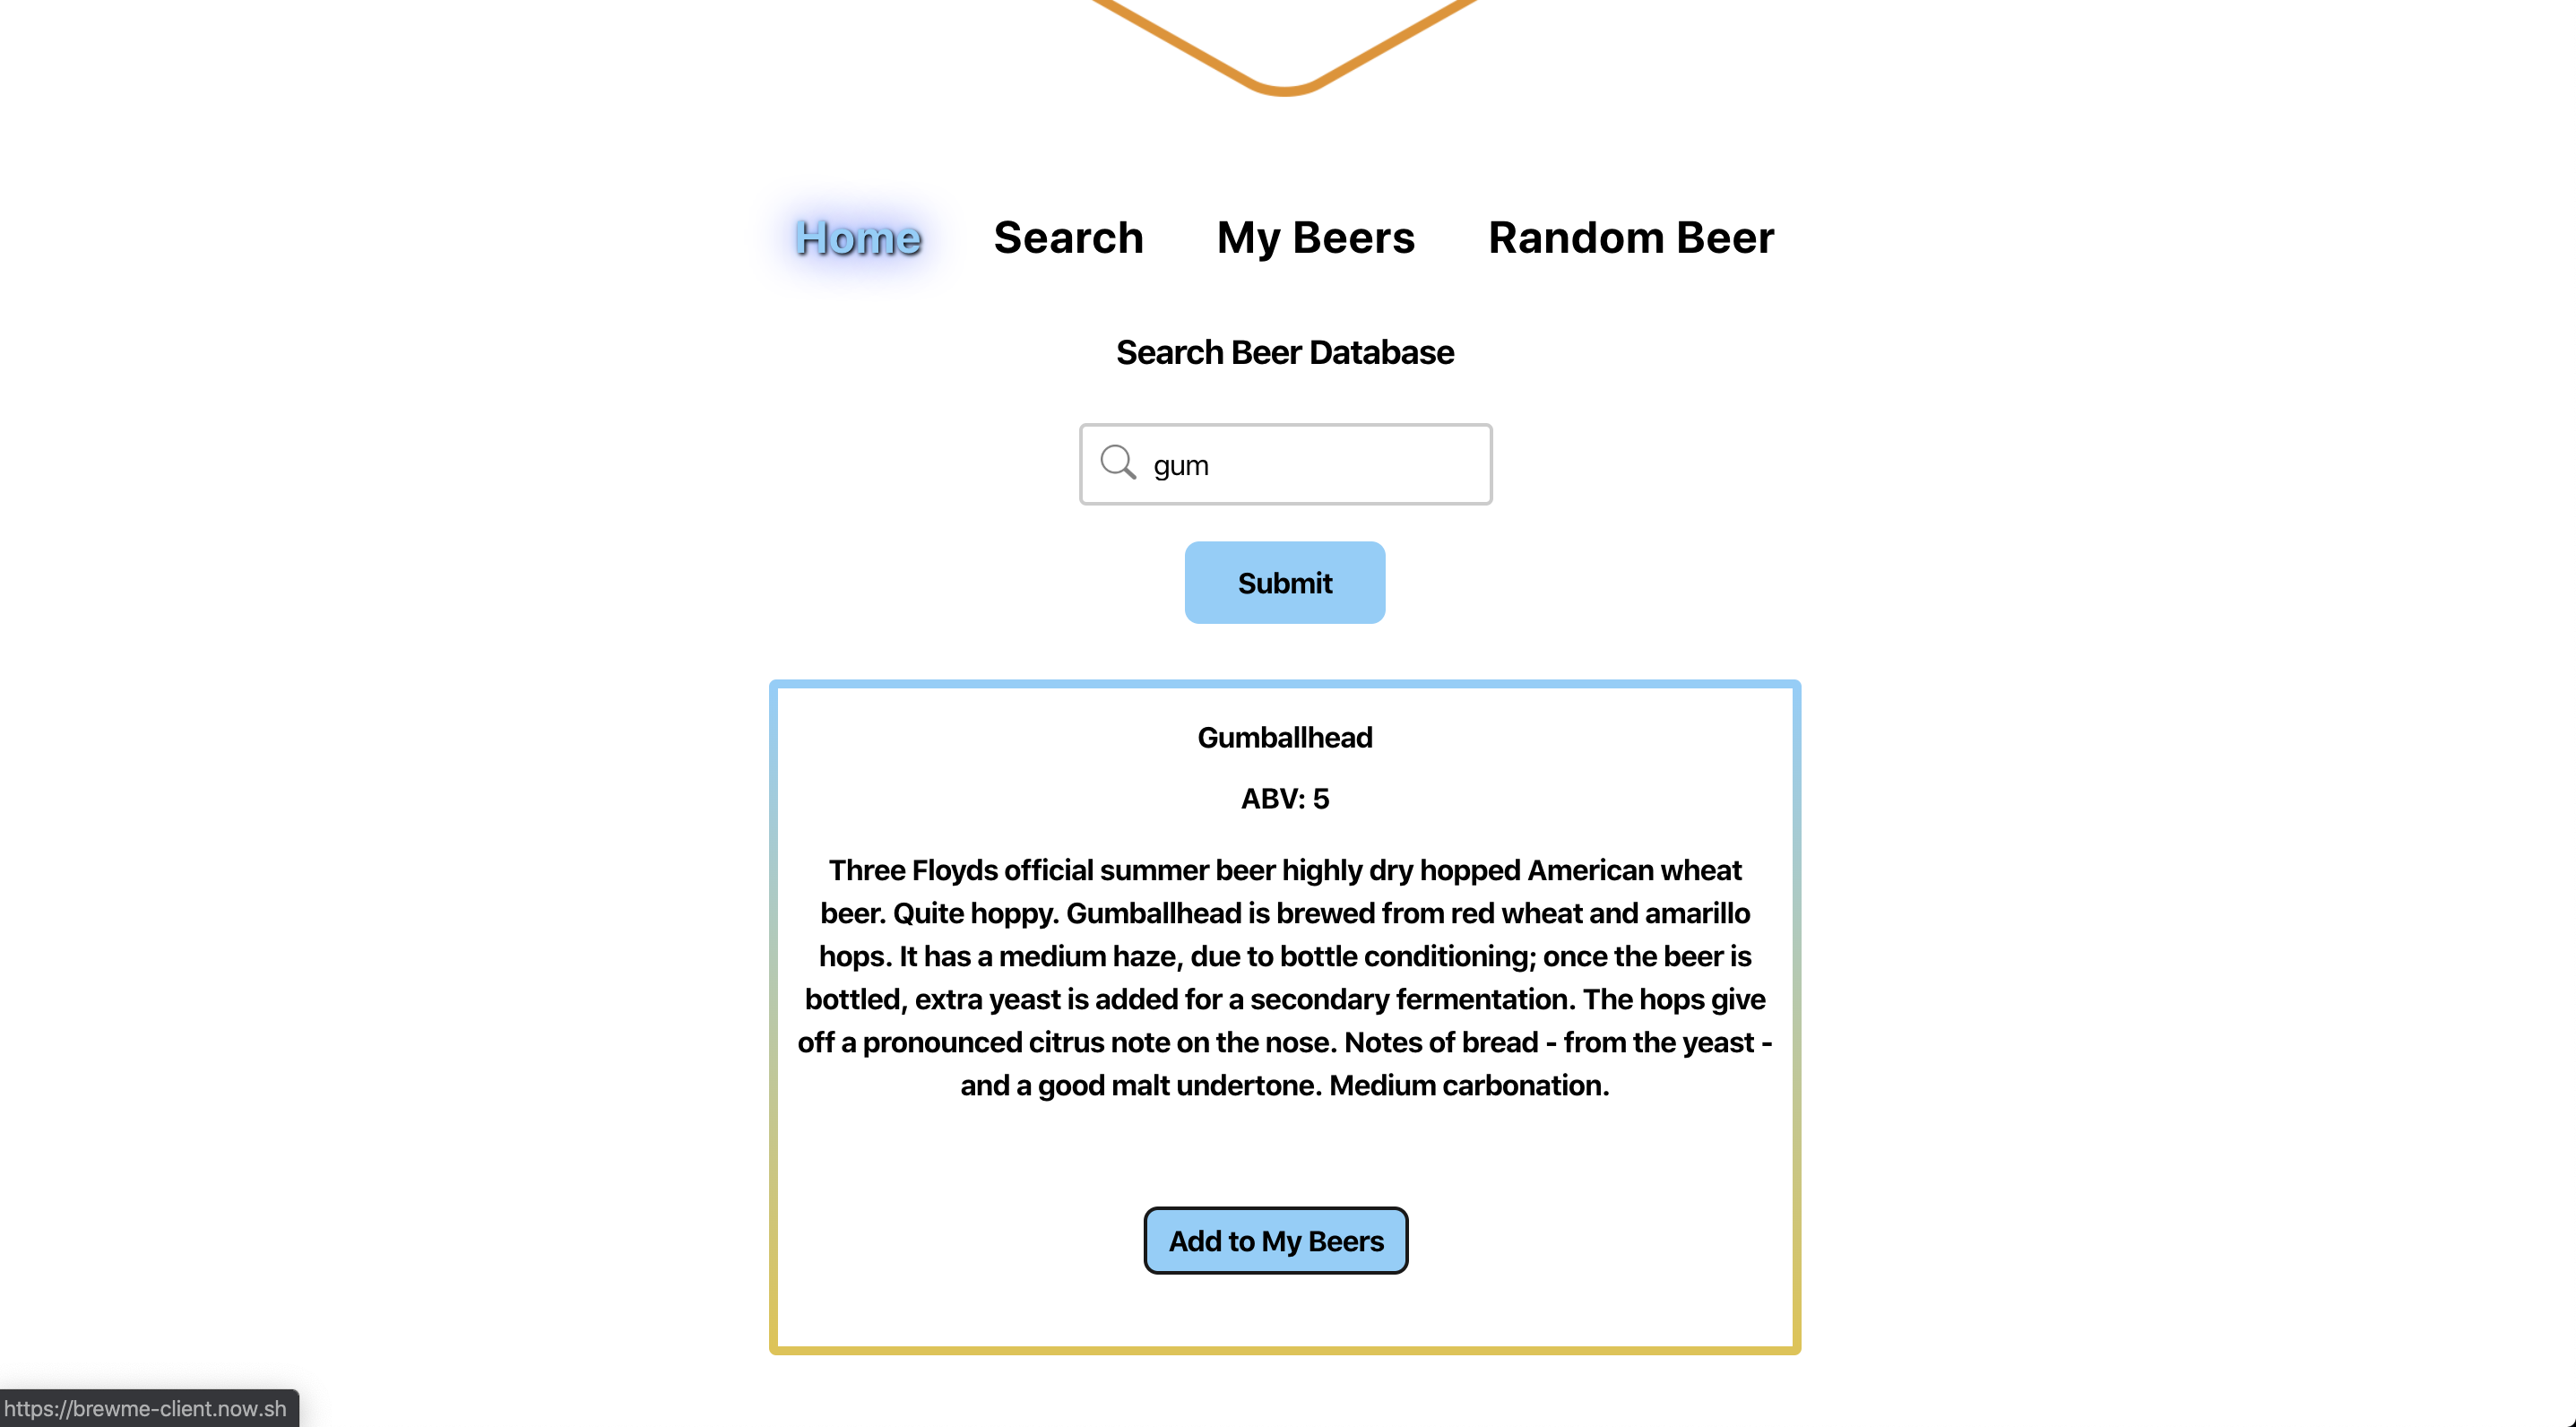 Home Search My Beers Random Beer
Search Beer Database
gum
Submit
Gumballhead
ABV: 5
Three Floyds official summer beer highly dry hopped American wheat
beer. Quite hoppy. Gumballhead is brewed from red wheat and amarillo
hops. It has a medium haze, due to bottle conditioning; once the beer is
bottled, extra yeast is added for a secondary fermentation. The hops give
off a pronounced citrus note on the nose. Notes of bread - from the yeast -
and a good malt undertone. Medium carbonation.
Add to My Beers
https://brewme-client.now.sh